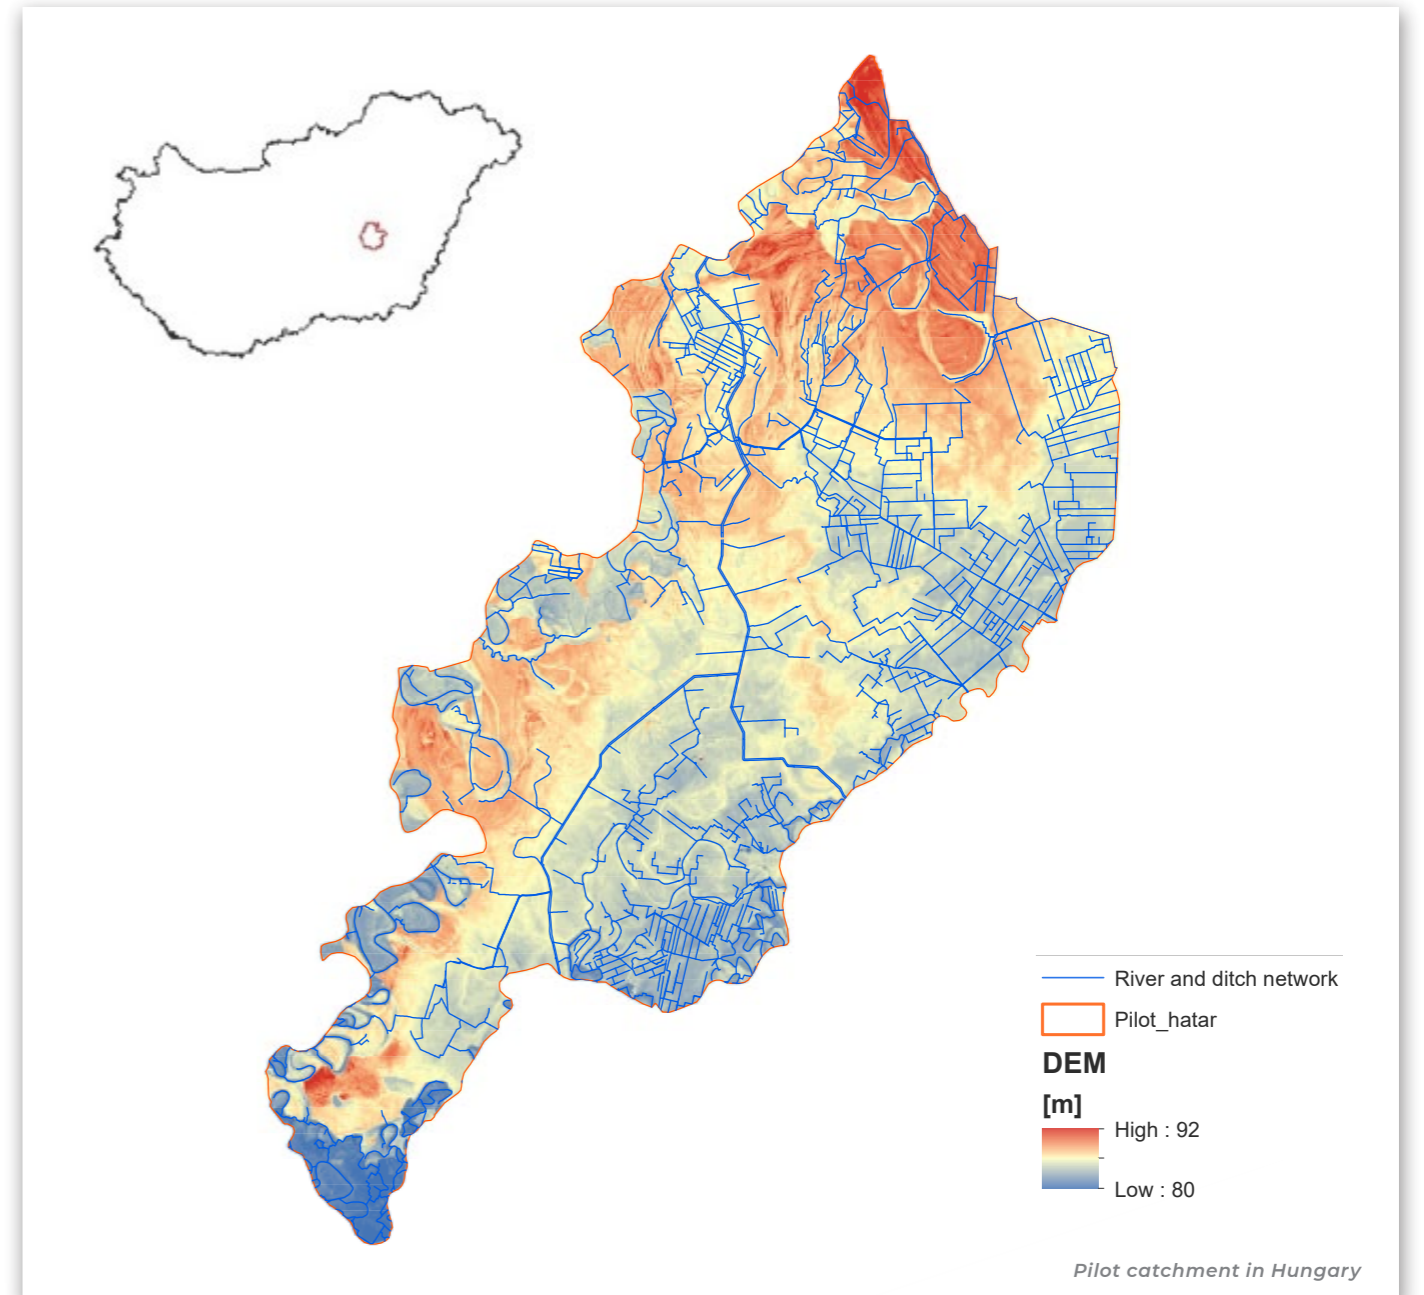 River and ditch network
Pilot_hatar
DEM
[m]
High : 92
Low : 80
Pilot catchment in Hungary